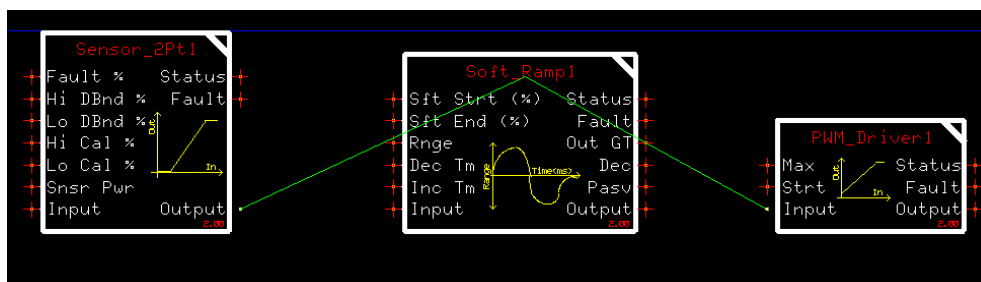 Sensor_2Pt1
Fault % Status
Hi DBnd % Fault
Lo DBnd %
Hi Cal %
Lo Cal %
Snsr Pwr
Input Output
Out
In
2.00
Soft_Ramp1
Sft Strt (%) Status
Sft End (%) Fault
Rnge Out GT
Dec Tm Dec
Inc Tm Pasv
Input Output
Range
Time(ms)
2.00
PWM_Driver1
Max Status
Strt Fault
Input Output
Out
In
2.00